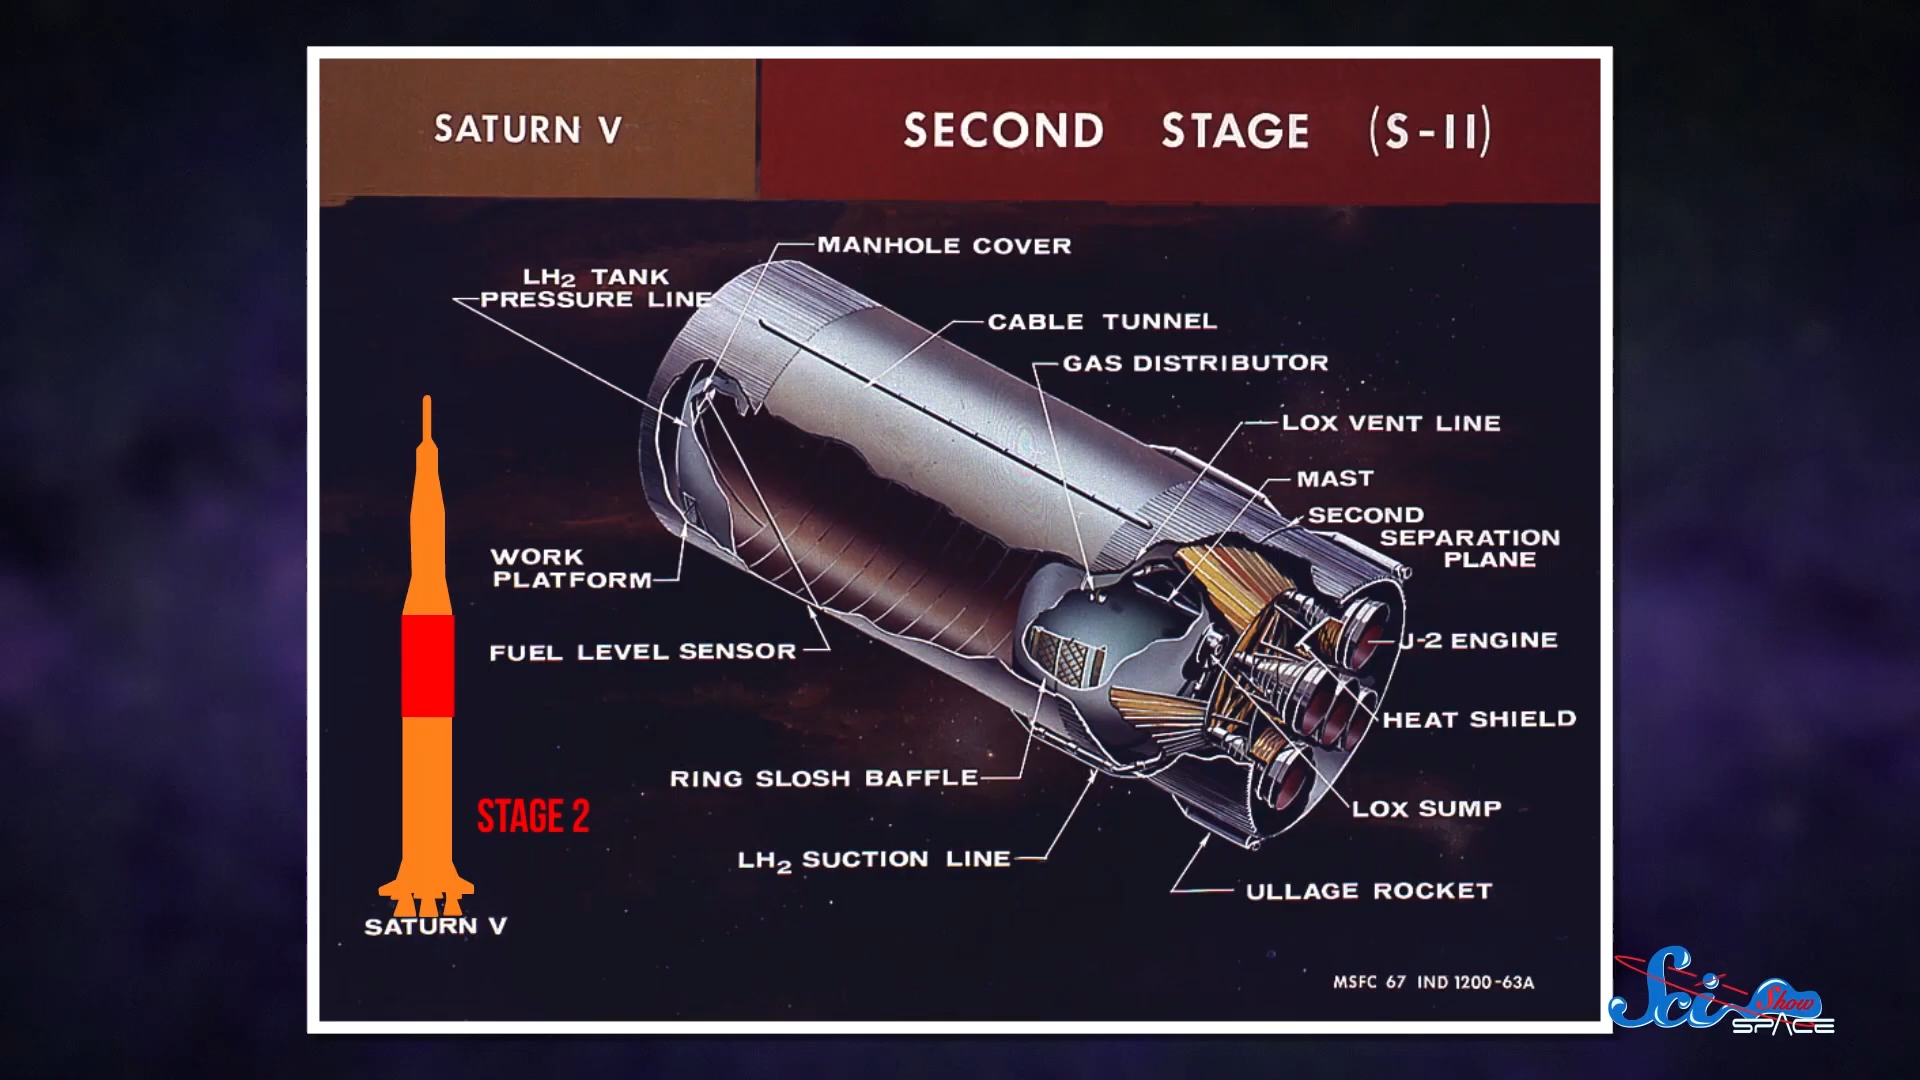 SATURN V
SECOND STAGE (S-II)
MANHOLE COVER
LH2 TANK
PRESSURE LINE
CABLE TUNNEL
GAS DISTRIBUTOR
LOX VENT LINE
MAST
SECOND
SEPARATION
PLANE
WORK
PLATFORM
FUEL LEVEL SENSOR
J-2 ENGINE
HEAT SHIELD
RING SLOSH BAFFLE
STAGE 2
LOX SUMP
LH2 SUCTION LINE
ULLAGE ROCKET
SATURN V
MSFC 67 IND 1200-63A
Sci Show
SPACE